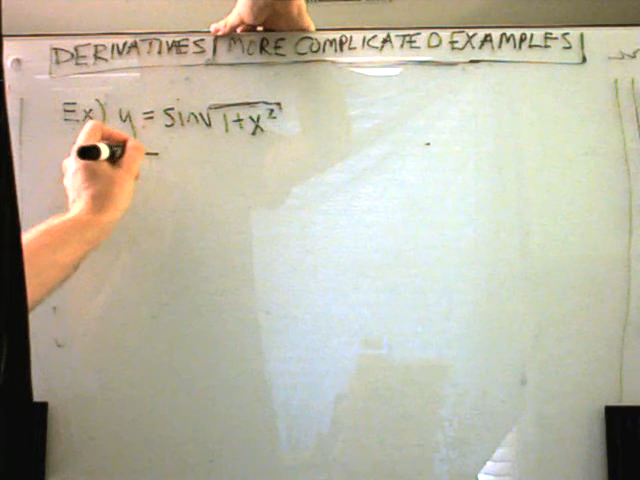 DERIVATIVES | MORE COMPLICATED EXAMPLES
Ex) y = sin√(1+x²)